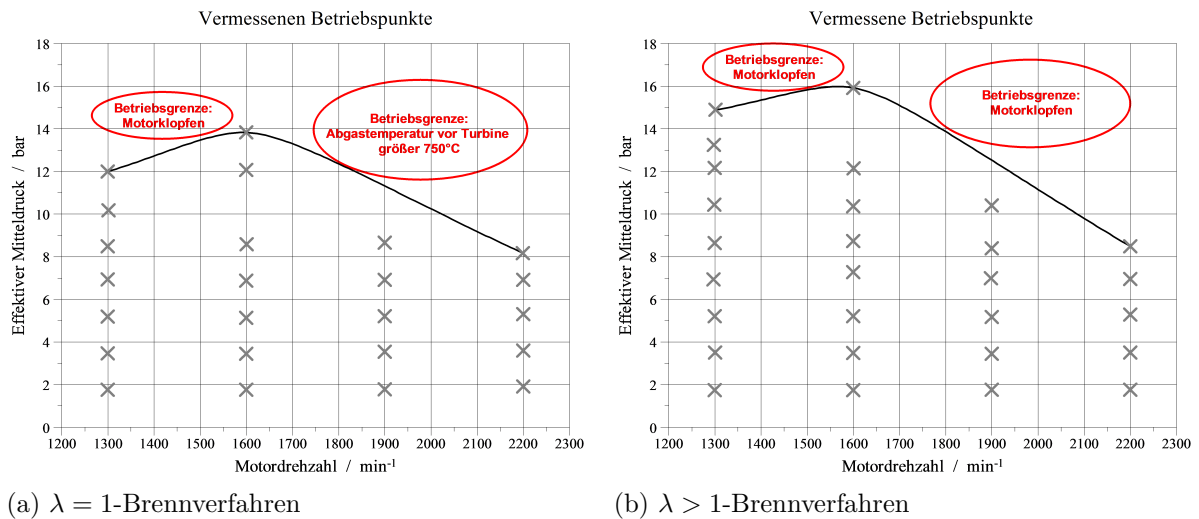 Vermessenen Betriebspunkte
18
16
14
12
10
8
6
4
2
0
Effektiver Mitteldruck / bar
Betriebsgrenze:
Motorklopfen
Betriebsgrenze:
Abgastemperatur vor Turbine
größer 750°C
1200 1300 1400 1500 1600 1700 1800 1900 2000 2100 2200 2300
Motordrehzahl / min⁻¹
(a) λ = 1-Brennverfahren
Vermessene Betriebspunkte
18
16
14
12
10
8
6
4
2
0
Effektiver Mitteldruck / bar
Betriebsgrenze:
Motorklopfen
Betriebsgrenze:
Motorklopfen
1200 1300 1400 1500 1600 1700 1800 1900 2000 2100 2200 2300
Motordrehzahl / min⁻¹
(b) λ > 1-Brennverfahren